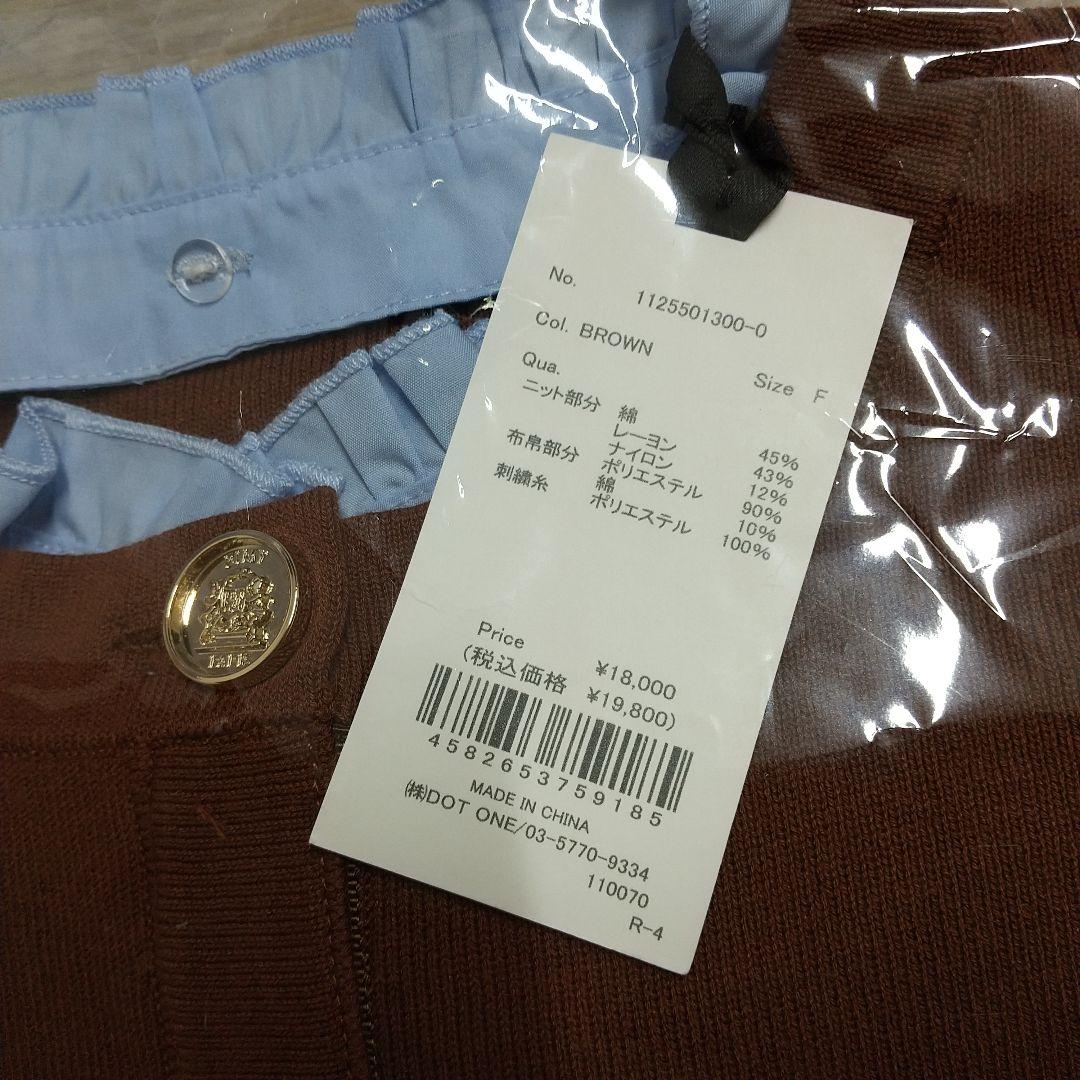 No. 1125501300-0
Col. BROWN Size F
Qua.
ニット部分 綿 45%
レーヨン 43%
ナイロン 12%
布帛部分 ポリエステル 90%
綿 10%
刺繍糸 ポリエステル 100%
Price ¥18,000
(税込価格 ¥19,800)
4582653759185
MADE IN CHINA
㈱DOT ONE/03-5770-9334
110070
R-4